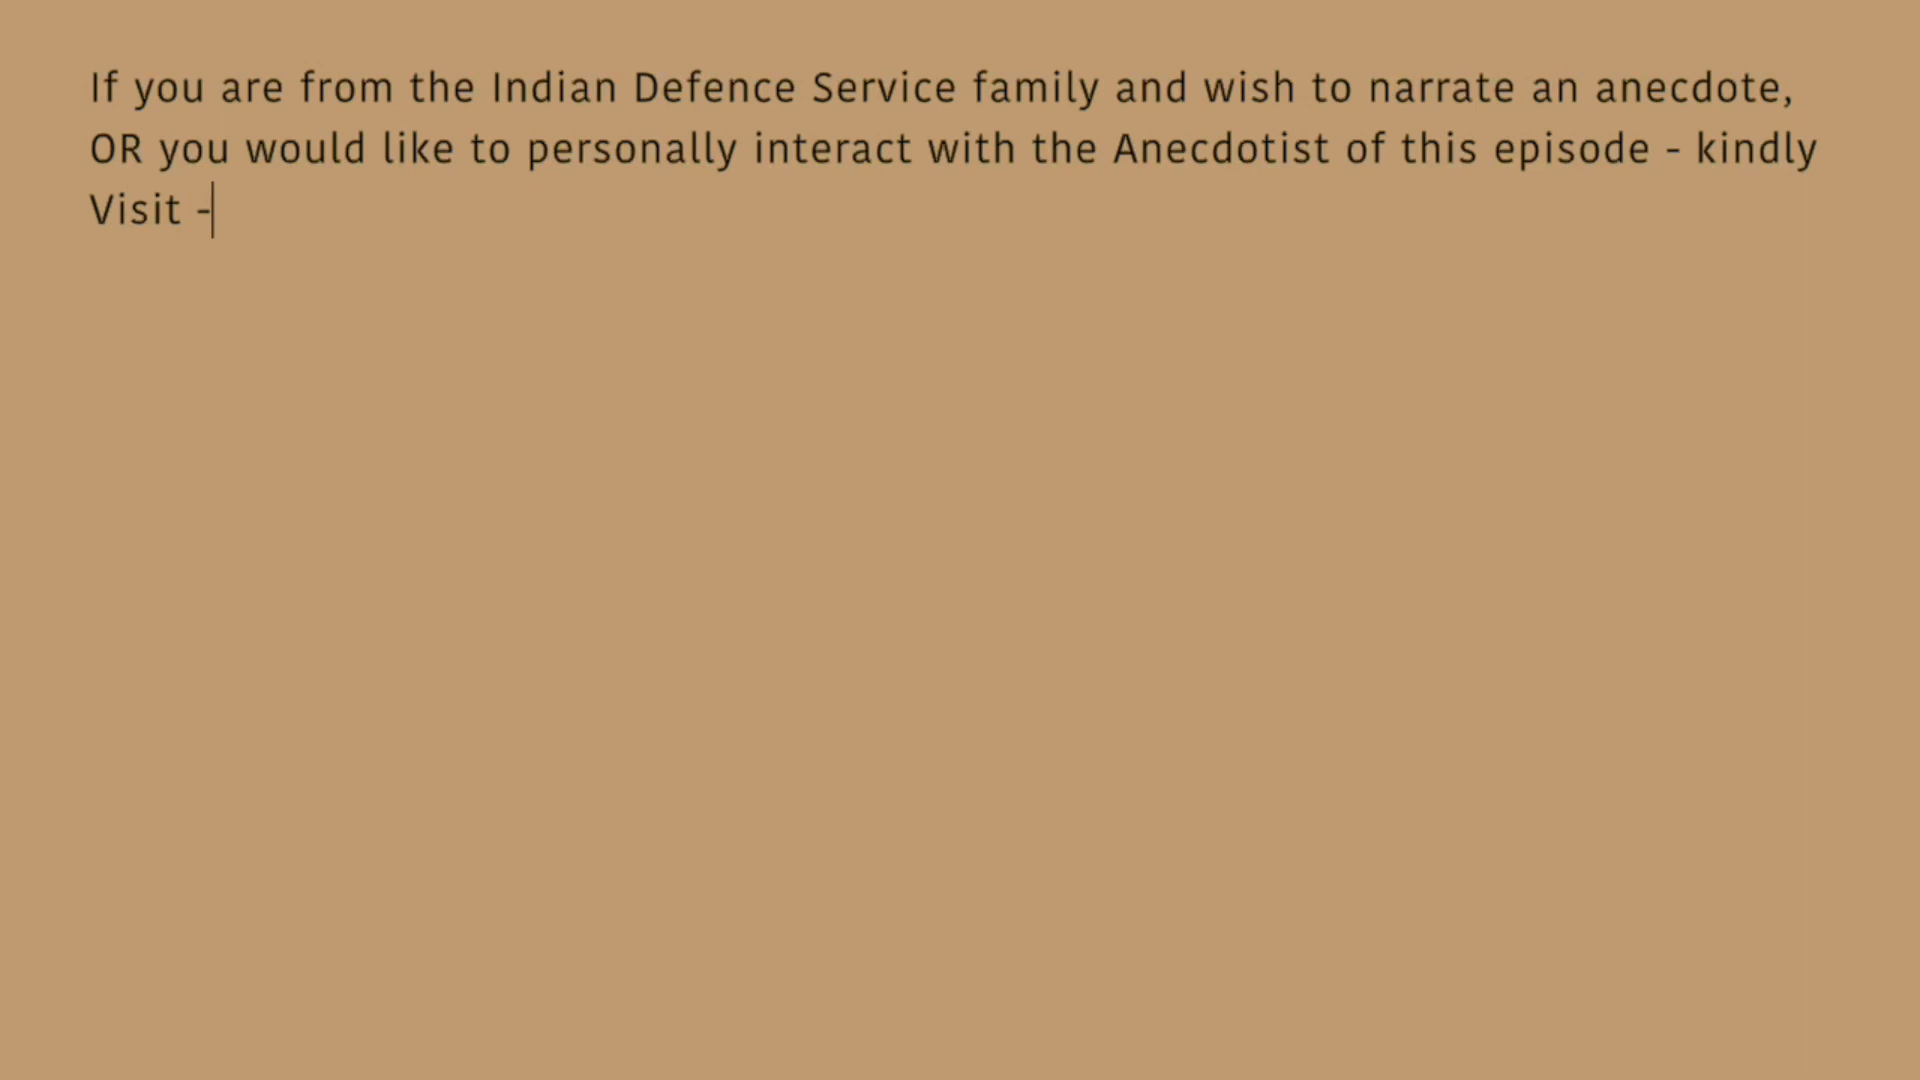 If you are from the Indian Defence Service family and wish to narrate an anecdote,
OR you would like to personally interact with the Anecdotist of this episode - kindly
Visit -